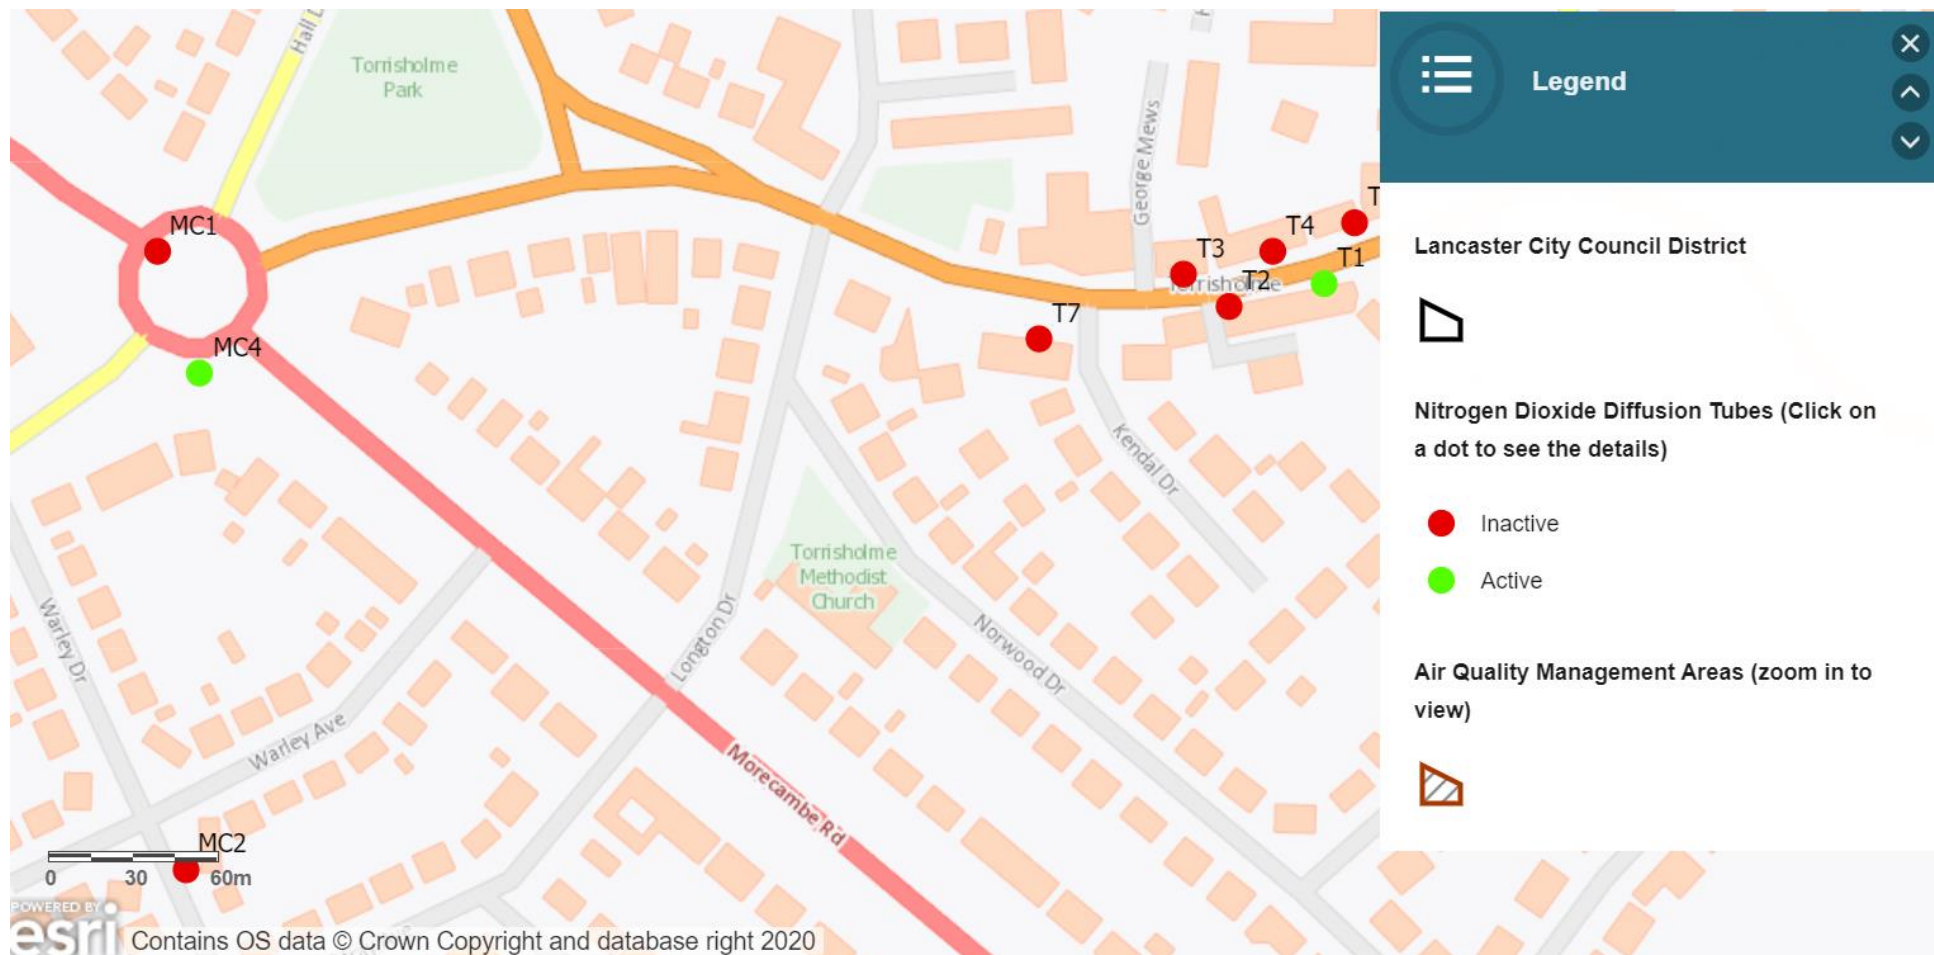 Hall D
Torrisholme
Park
MC1
MC4
George Mews
T
T4
T3
T1
T2
Torrisholme
T7
Kendal Dr
Torrisholme
Methodist
Church
Longton Dr
Norwood Dr
Warley Dr
Warley Ave
Morecambe Rd
MC2
0 30 60m
POWERED BY
esri
Contains OS data © Crown Copyright and database right 2020
Legend
Lancaster City Council District
Nitrogen Dioxide Diffusion Tubes (Click on
a dot to see the details)
Inactive
Active
Air Quality Management Areas (zoom in to
view)